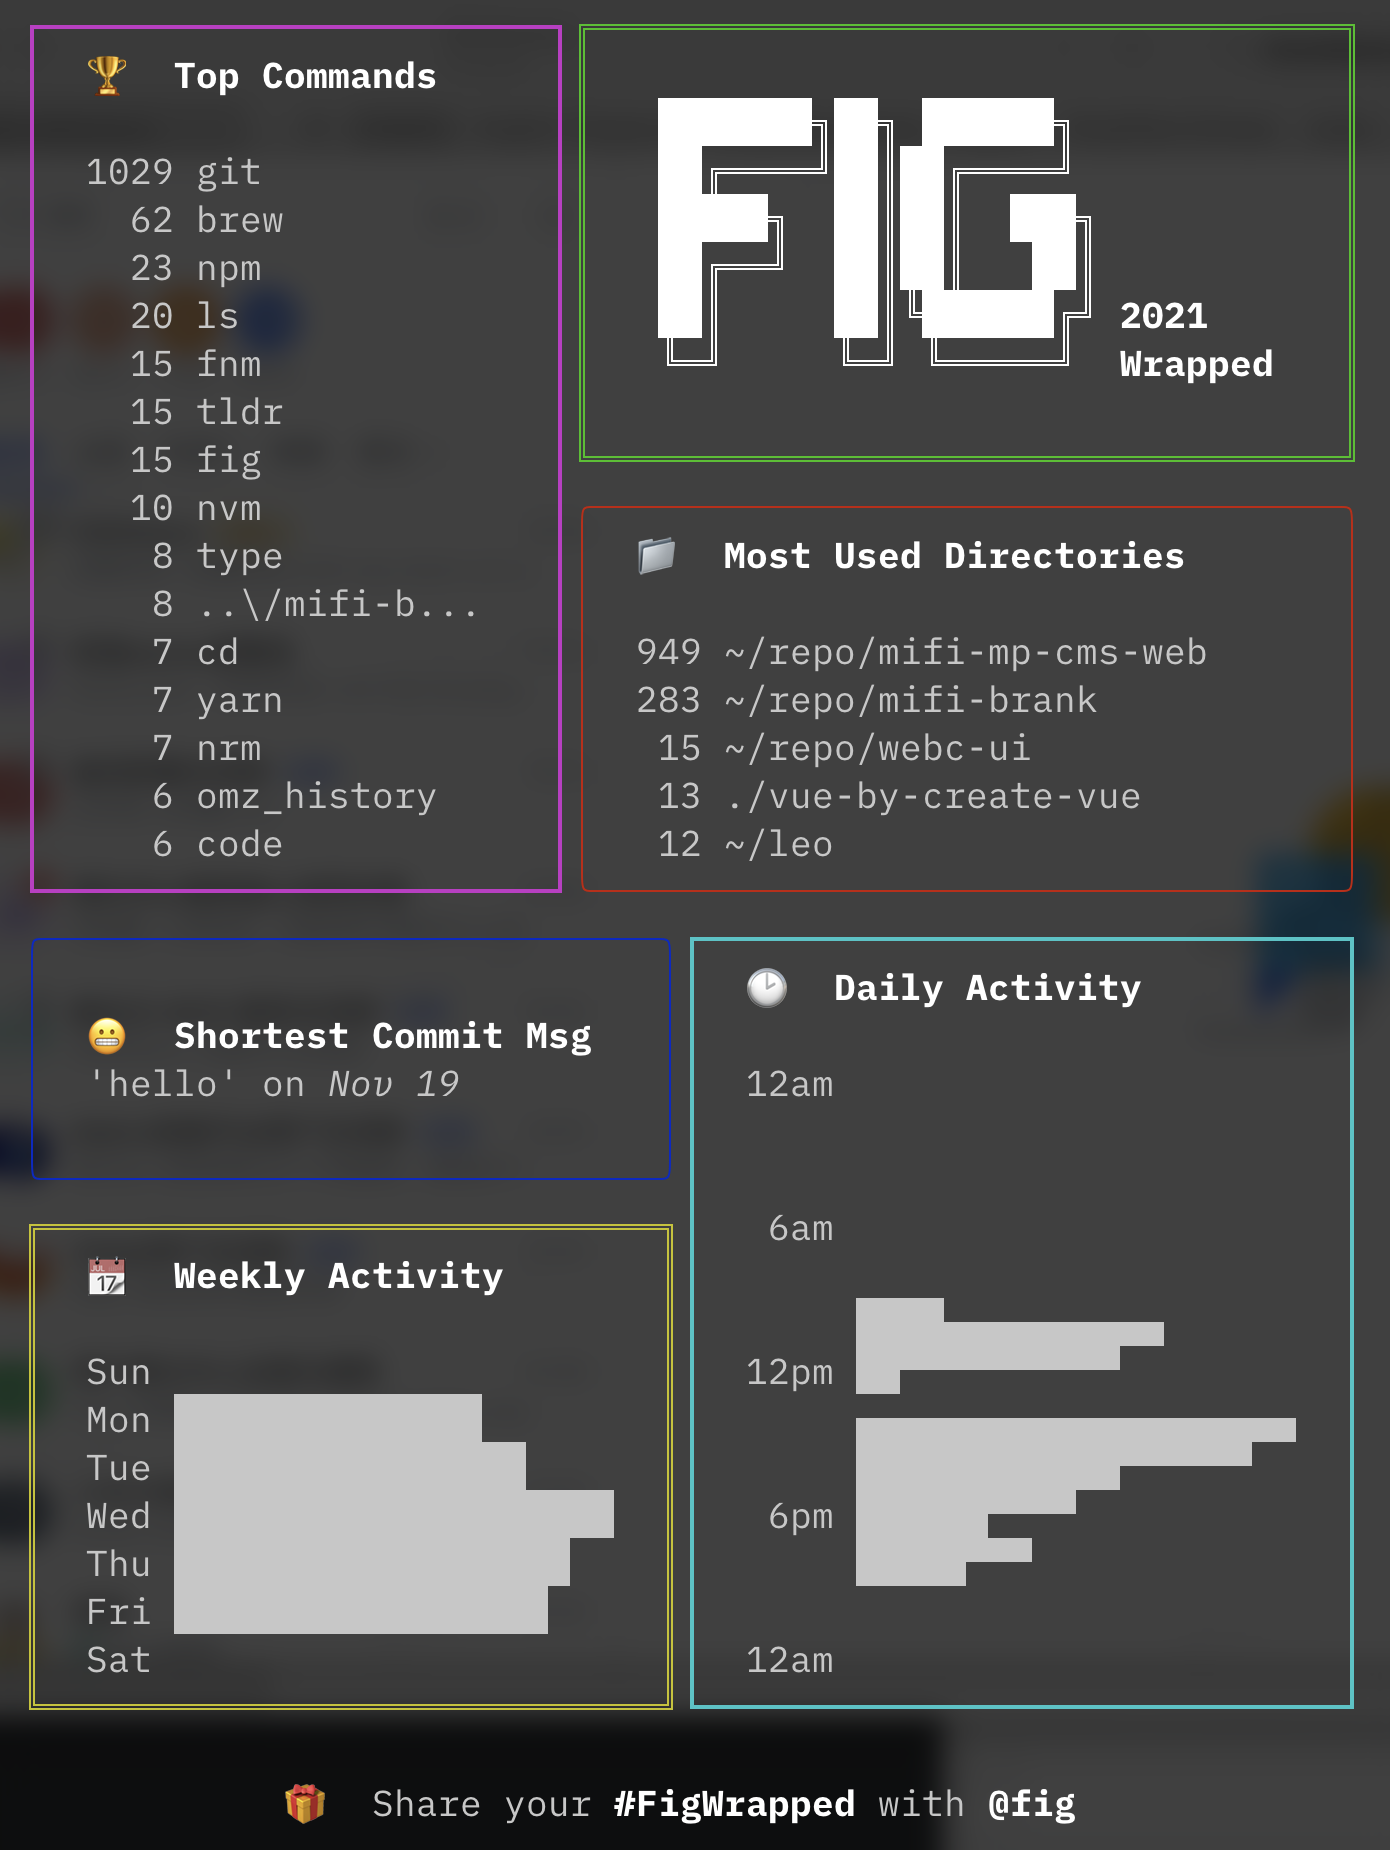 🏆 Top Commands
1029 git
62 brew
23 npm
20 ls
15 fnm
15 tldr
15 fig
10 nvm
8 type
8 ..\/mifi-b...
7 cd
7 yarn
7 nrm
6 omz_history
6 code
FIG
2021
Wrapped
📁 Most Used Directories
949 ~/repo/mifi-mp-cms-web
283 ~/repo/mifi-brank
15 ~/repo/webc-ui
13 ./vue-by-create-vue
12 ~/leo
😬 Shortest Commit Msg
'hello' on Nov 19
📆 Weekly Activity
Sun
Mon
Tue
Wed
Thu
Fri
Sat
🕑 Daily Activity
12am
6am
12pm
6pm
12am
🎁 Share your #FigWrapped with @fig